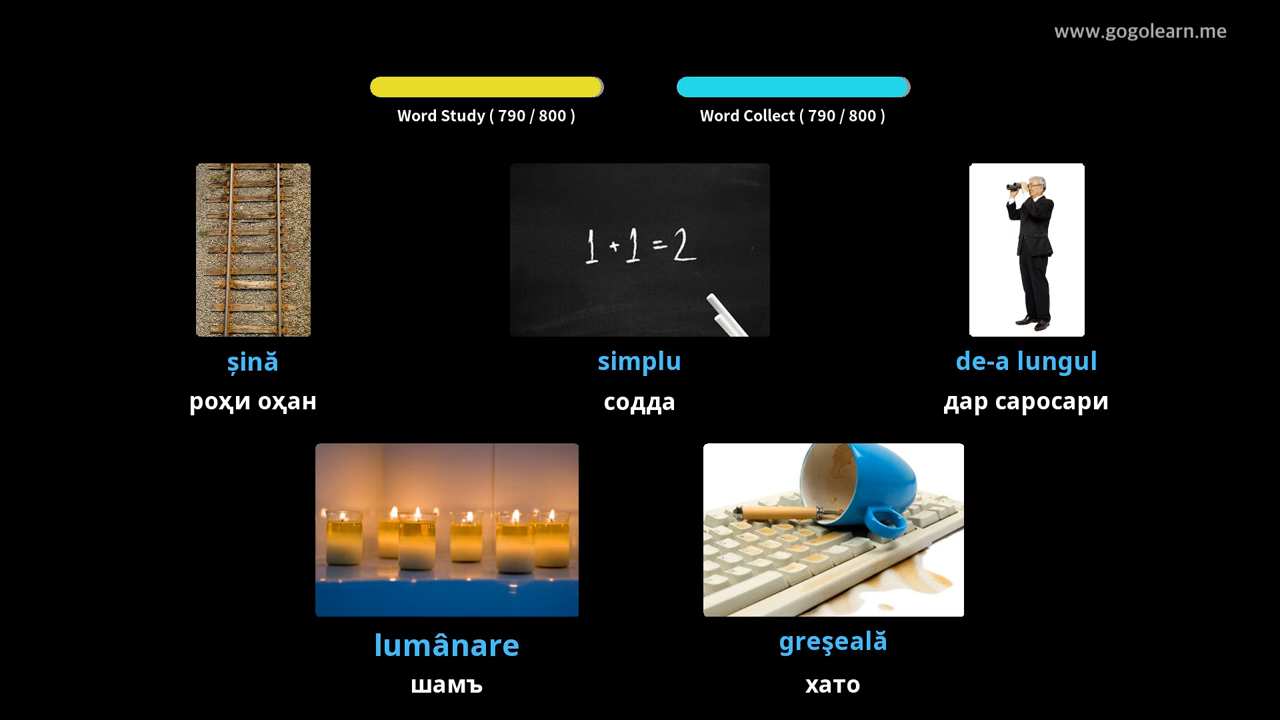 www.gogolearn.me
Word Study ( 790 / 800 )
Word Collect ( 790 / 800 )
1 + 1 = 2
șină
simplu
de-a lungul
роҳи оҳан
содда
дар саросари
lumânare
greşeală
шамъ
хато